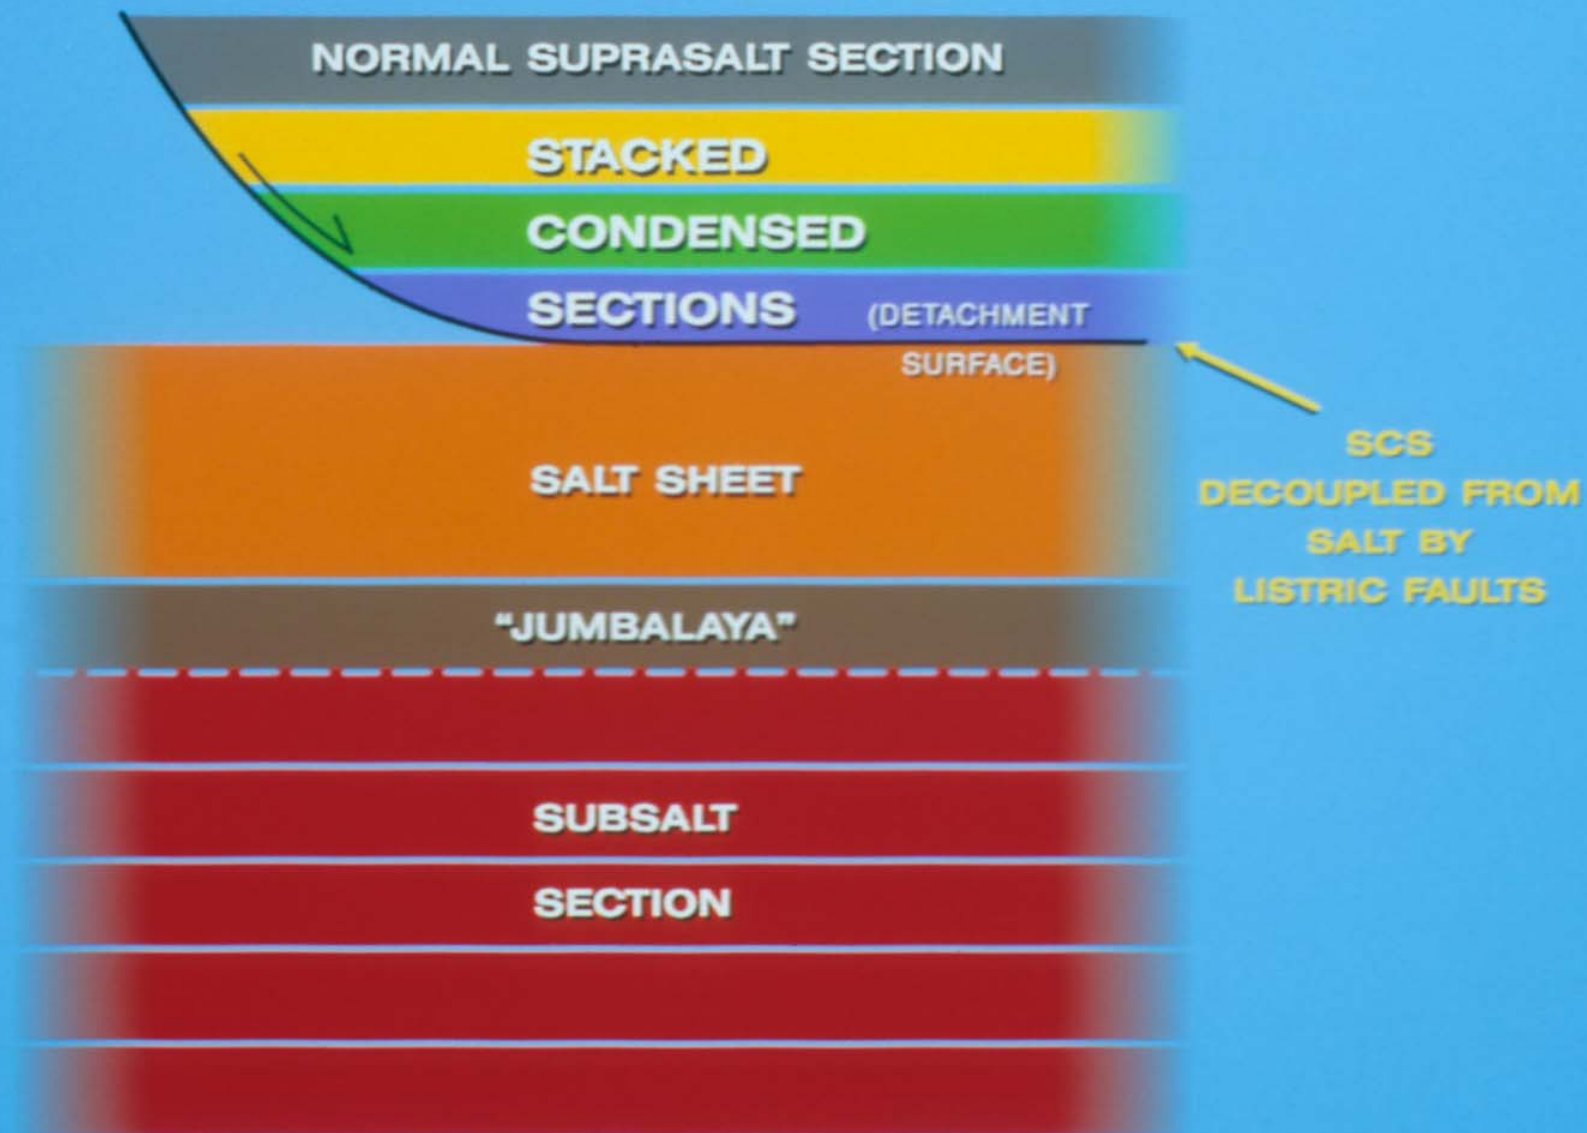 NORMAL SUPRASALT SECTION
STACKED
CONDENSED
SECTIONS
(DETACHMENT
SURFACE)
SCS
DECOUPLED FROM
SALT BY
LISTRIC FAULTS
SALT SHEET
“JUMBALAYA”
SUBSALT
SECTION